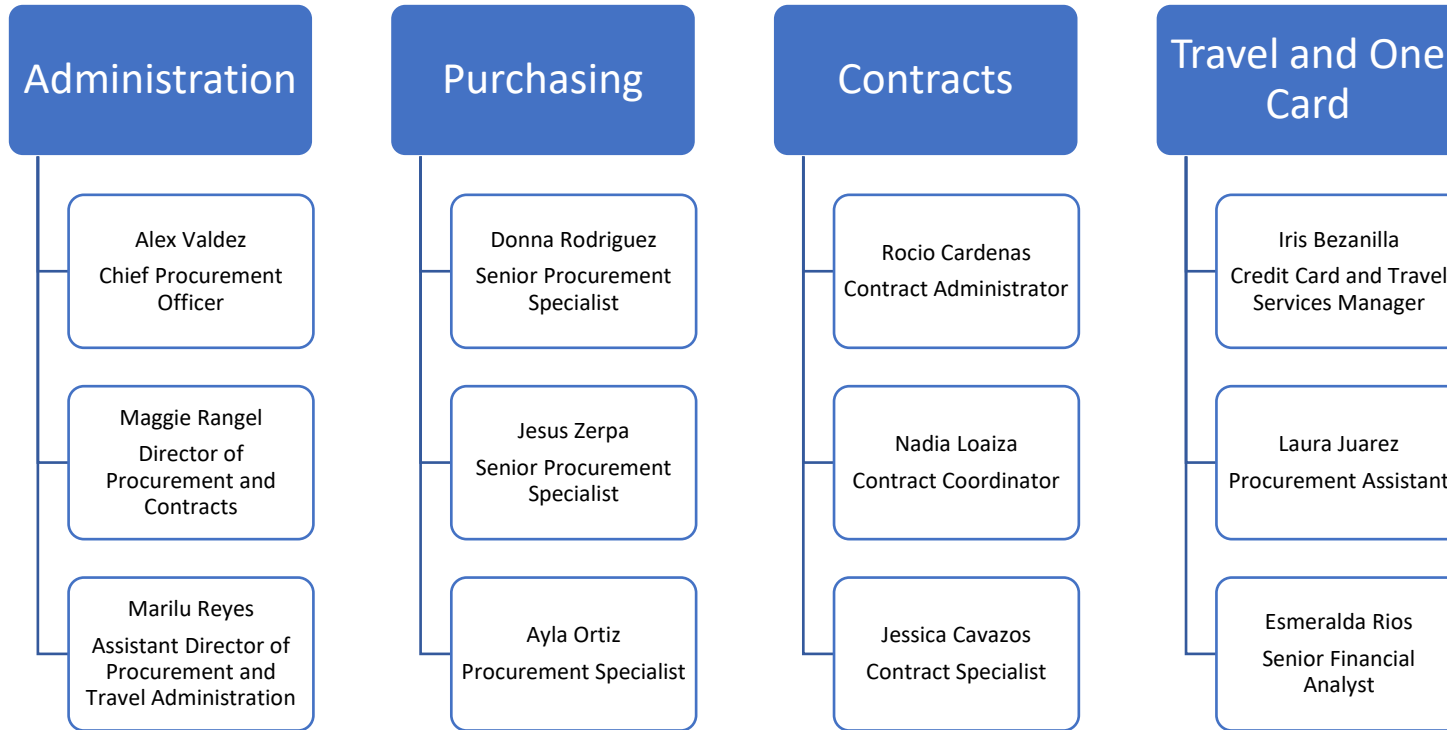 Administration
Alex Valdez
Chief Procurement
Officer
Maggie Rangel
Director of
Procurement and
Contracts
Marilu Reyes
Assistant Director of
Procurement and
Travel Administration
Purchasing
Donna Rodriguez
Senior Procurement
Specialist
Jesus Zerpa
Senior Procurement
Specialist
Ayla Ortiz
Procurement Specialist
Contracts
Rocio Cardenas
Contract Administrator
Nadia Loaiza
Contract Coordinator
Jessica Cavazos
Contract Specialist
Travel and One
Card
Iris Bezanilla
Credit Card and Travel
Services Manager
Laura Juarez
Procurement Assistant
Esmeralda Rios
Senior Financial
Analyst